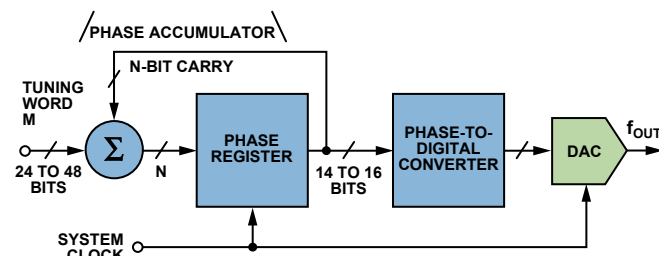 PHASE ACCUMULATOR
N-BIT CARRY
TUNING
WORD
M
Σ
N
24 TO 48
BITS
PHASE
REGISTER
14 TO 16
BITS
PHASE-TO-
DIGITAL
CONVERTER
DAC
fOUT
SYSTEM
CLOCK